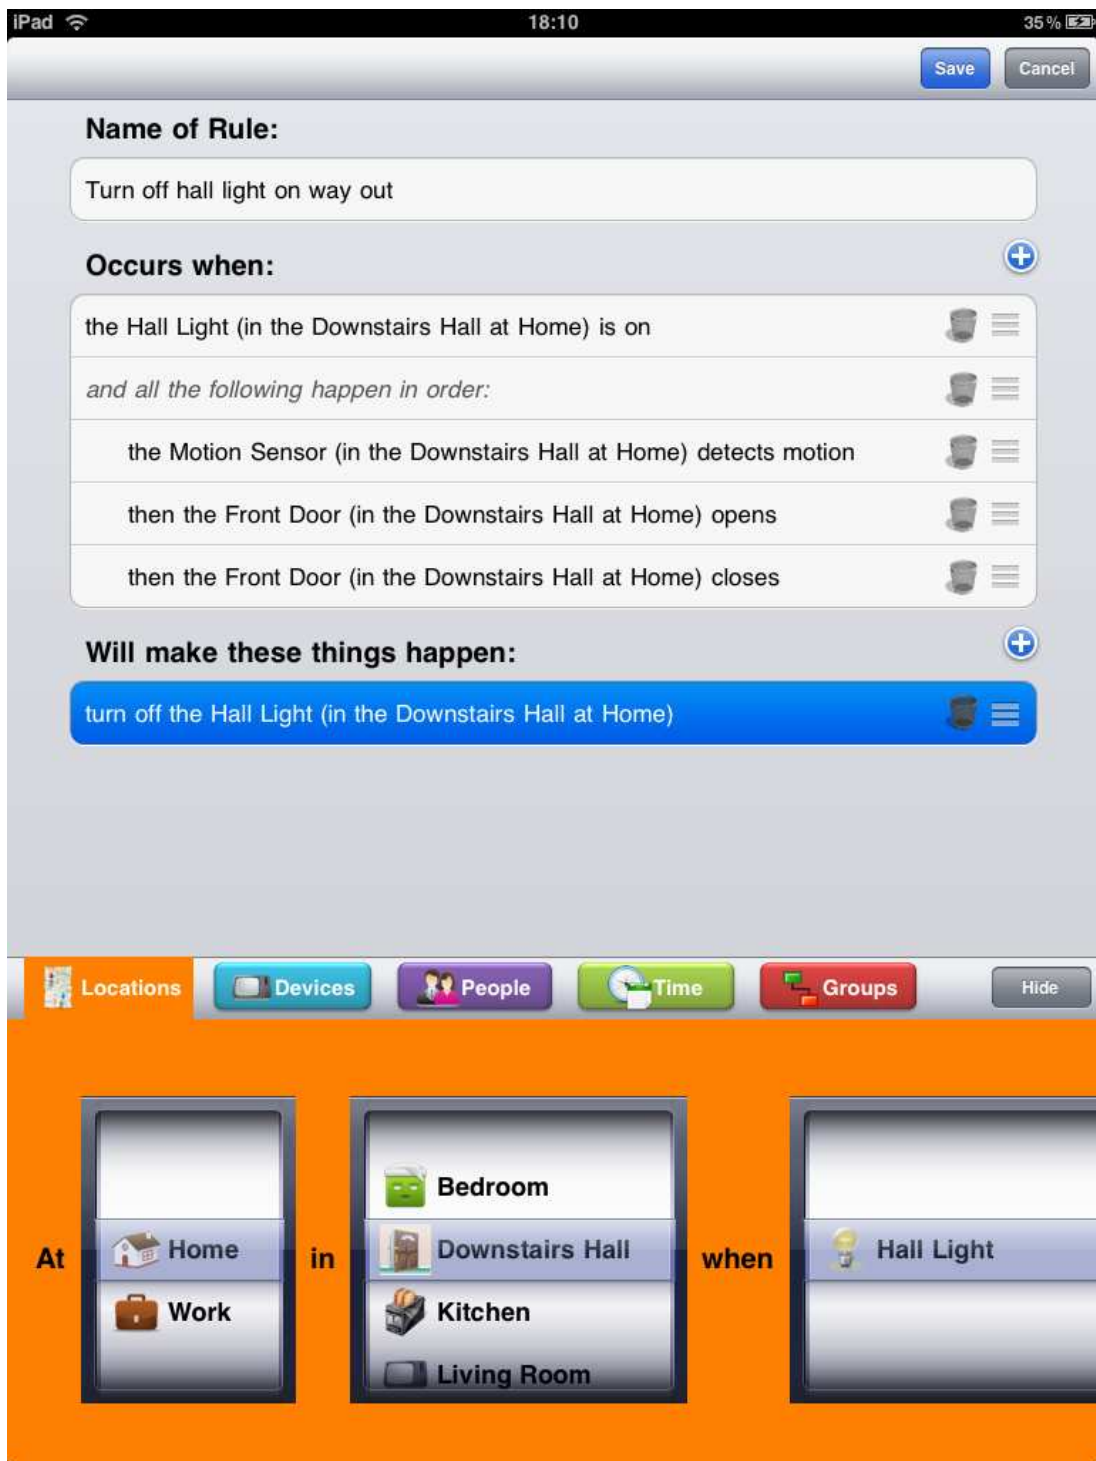 iPad 18:10 35%
Save Cancel
Name of Rule:
Turn off hall light on way out
Occurs when:
the Hall Light (in the Downstairs Hall at Home) is on
and all the following happen in order:
the Motion Sensor (in the Downstairs Hall at Home) detects motion
then the Front Door (in the Downstairs Hall at Home) opens
then the Front Door (in the Downstairs Hall at Home) closes
Will make these things happen:
turn off the Hall Light (in the Downstairs Hall at Home)
Locations Devices People Time Groups Hide
Bedroom
At Home in Downstairs Hall when Hall Light
Work Kitchen
Living Room